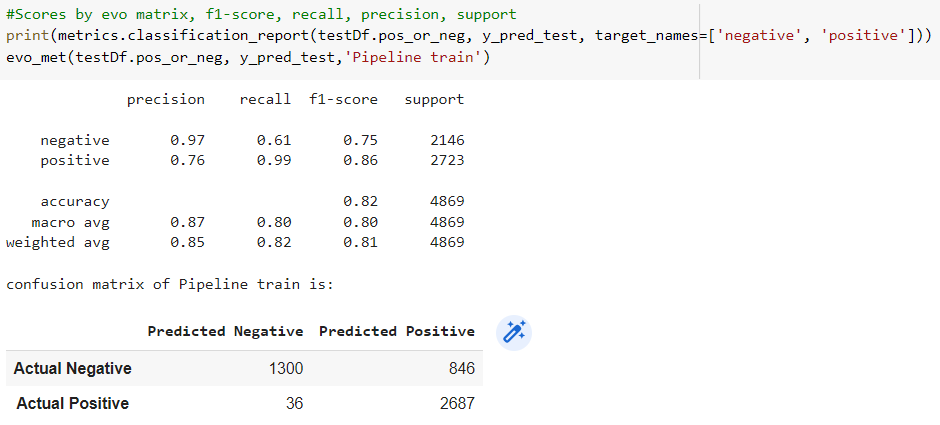 #Scores by evo matrix, f1-score, recall, precision, support
print(metrics.classification_report(testDf.pos_or_neg, y_pred_test, target_names=['negative', 'positive']))
evo_met(testDf.pos_or_neg, y_pred_test,'Pipeline train')
precision recall f1-score support
negative 0.97 0.61 0.75 2146
positive 0.76 0.99 0.86 2723
accuracy 0.82 4869
macro avg 0.87 0.80 0.80 4869
weighted avg 0.85 0.82 0.81 4869
confusion matrix of Pipeline train is:
Predicted Negative Predicted Positive
Actual Negative 1300 846
Actual Positive 36 2687